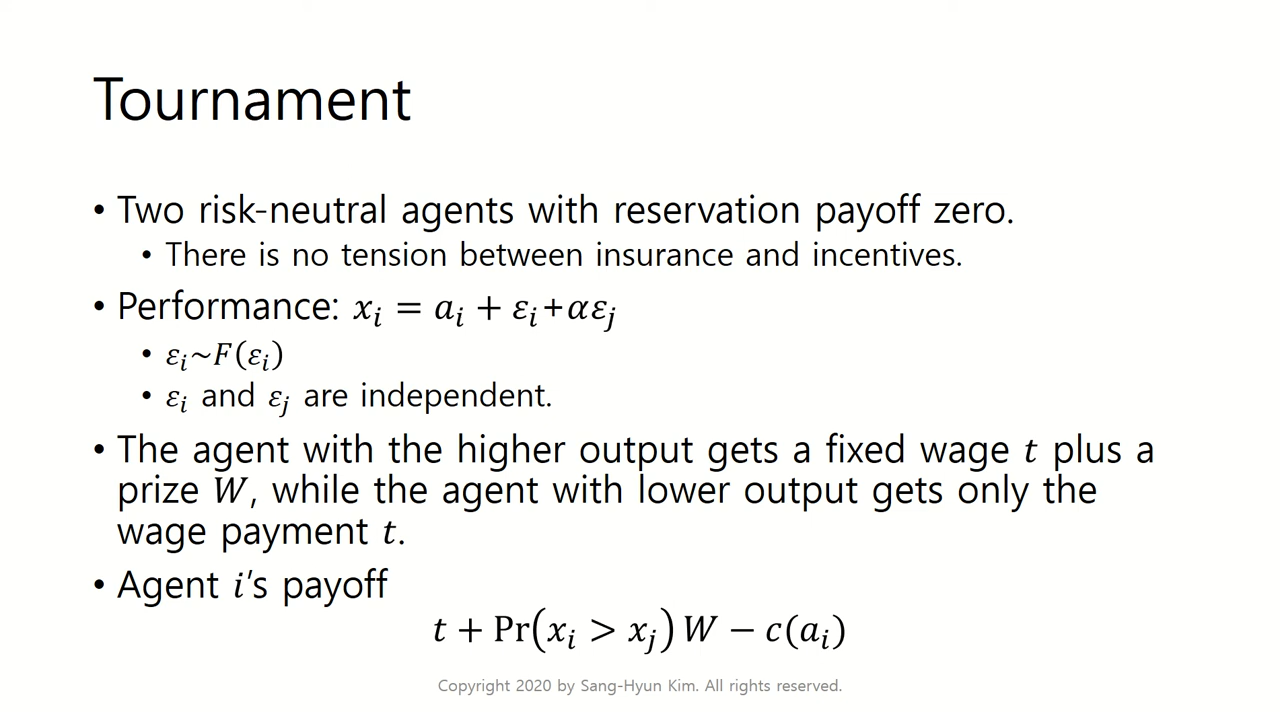 Tournament
• Two risk-neutral agents with reservation payoff zero.
• There is no tension between insurance and incentives.
• Performance: xᵢ = aᵢ + εᵢ+αεⱼ
• εᵢ~F(εᵢ)
• εᵢ and εⱼ are independent.
• The agent with the higher output gets a fixed wage t plus a
prize W, while the agent with lower output gets only the
wage payment t.
• Agent i's payoff
t + Pr(xᵢ > xⱼ) W − c(aᵢ)
Copyright 2020 by Sang-Hyun Kim. All rights reserved.